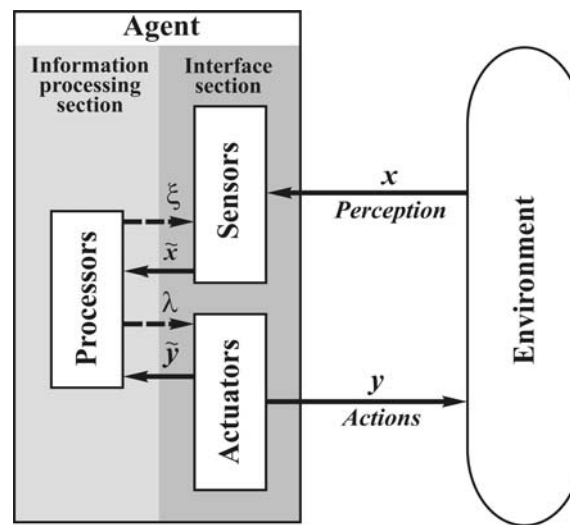 Agent
Information
processing
section
Interface
section
Sensors
x
Perception
ξ
x̃
Processors
λ
ỹ
Actuators
y
Actions
Environment